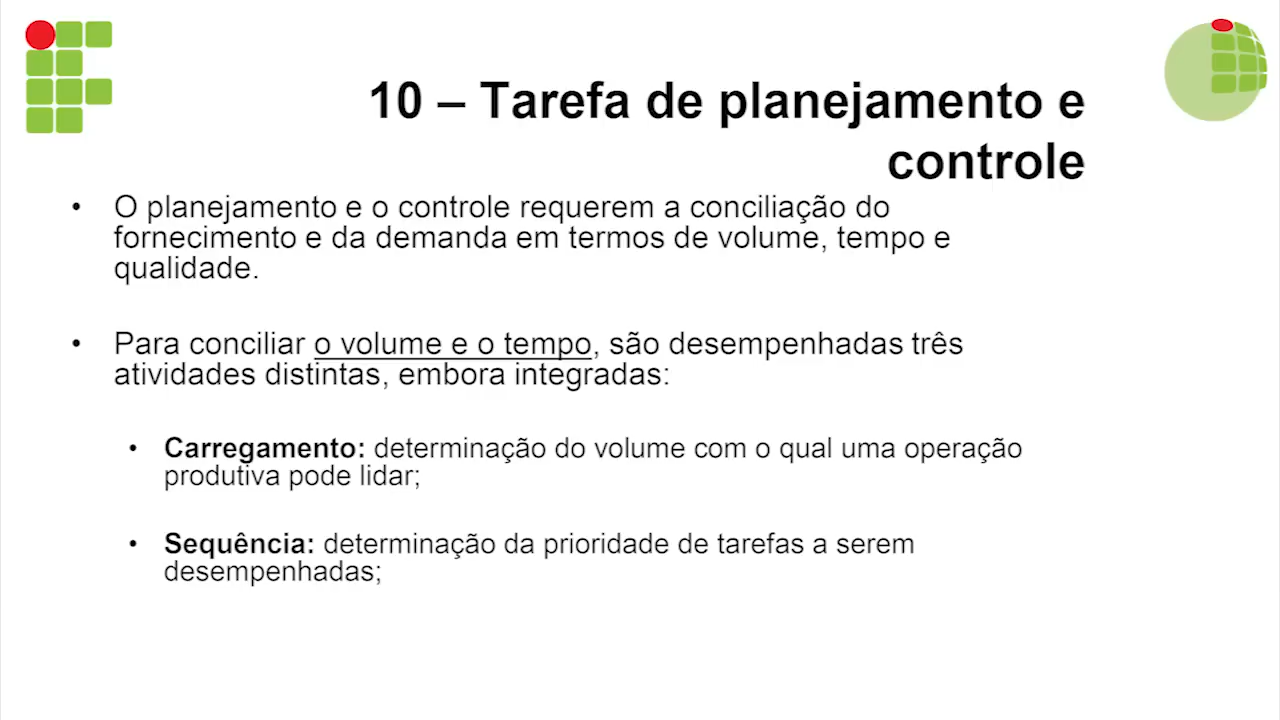 10 – Tarefa de planejamento e
controle
• O planejamento e o controle requerem a conciliação do
fornecimento e da demanda em termos de volume, tempo e
qualidade.
• Para conciliar o volume e o tempo, são desempenhadas três
atividades distintas, embora integradas:
• Carregamento: determinação do volume com o qual uma operação
produtiva pode lidar;
• Sequência: determinação da prioridade de tarefas a serem
desempenhadas;